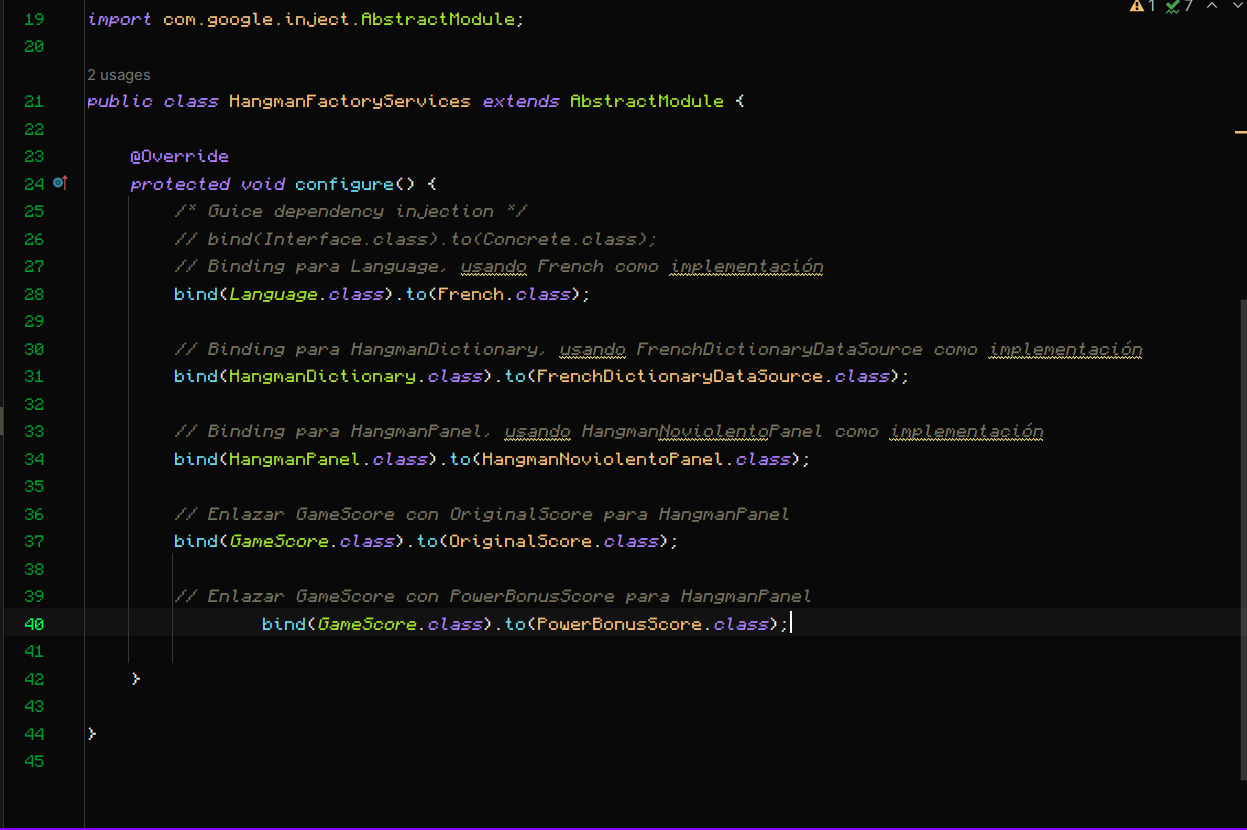 1 7
19 import com.google.inject.AbstractModule;
20
2 usages
21 public class HangmanFactoryServices extends AbstractModule {
22
23 @Override
24 protected void configure() {
25 /* Guice dependency injection */
26 // bind(Interface.class).to(Concrete.class);
27 // Binding para Language, usando French como implementación
28 bind(Language.class).to(French.class);
29
30 // Binding para HangmanDictionary, usando FrenchDictionaryDataSource como implementación
31 bind(HangmanDictionary.class).to(FrenchDictionaryDataSource.class);
32
33 // Binding para HangmanPanel, usando HangmanNoviolentoPanel como implementación
34 bind(HangmanPanel.class).to(HangmanNoviolentoPanel.class);
35
36 // Enlazar GameScore con OriginalScore para HangmanPanel
37 bind(GameScore.class).to(OriginalScore.class);
38
39 // Enlazar GameScore con PowerBonusScore para HangmanPanel
40 bind(GameScore.class).to(PowerBonusScore.class);
41
42 }
43
44 }
45